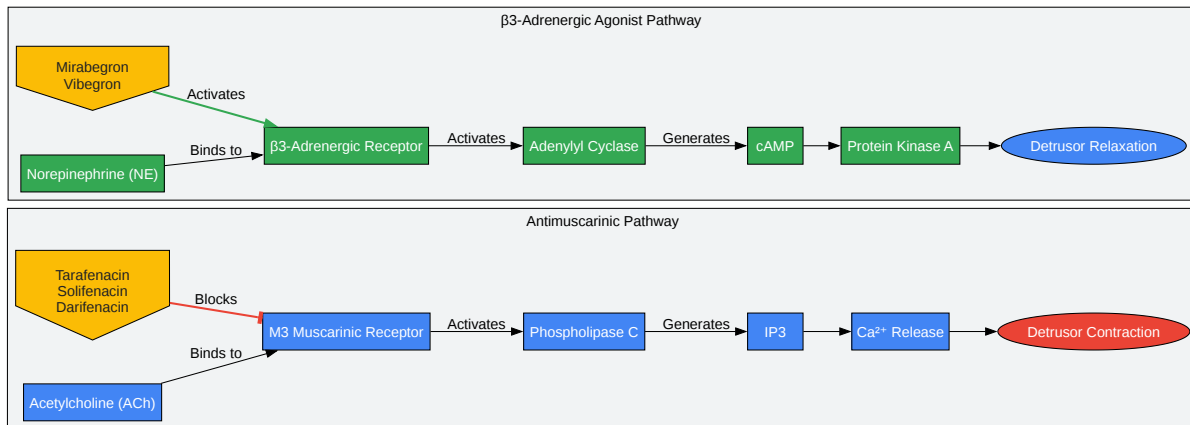 β3-Adrenergic Agonist Pathway
Mirabegron
Vibegron
Activates
Binds to
Norepinephrine (NE)
β3-Adrenergic Receptor
Activates
Adenylyl Cyclase
Generates
cAMP
Protein Kinase A
Detrusor Relaxation
Antimuscarinic Pathway
Tarafenacin
Solifenacin
Darifenacin
Blocks
Binds to
Acetylcholine (ACh)
M3 Muscarinic Receptor
Activates
Phospholipase C
Generates
IP3
Ca²⁺ Release
Detrusor Contraction